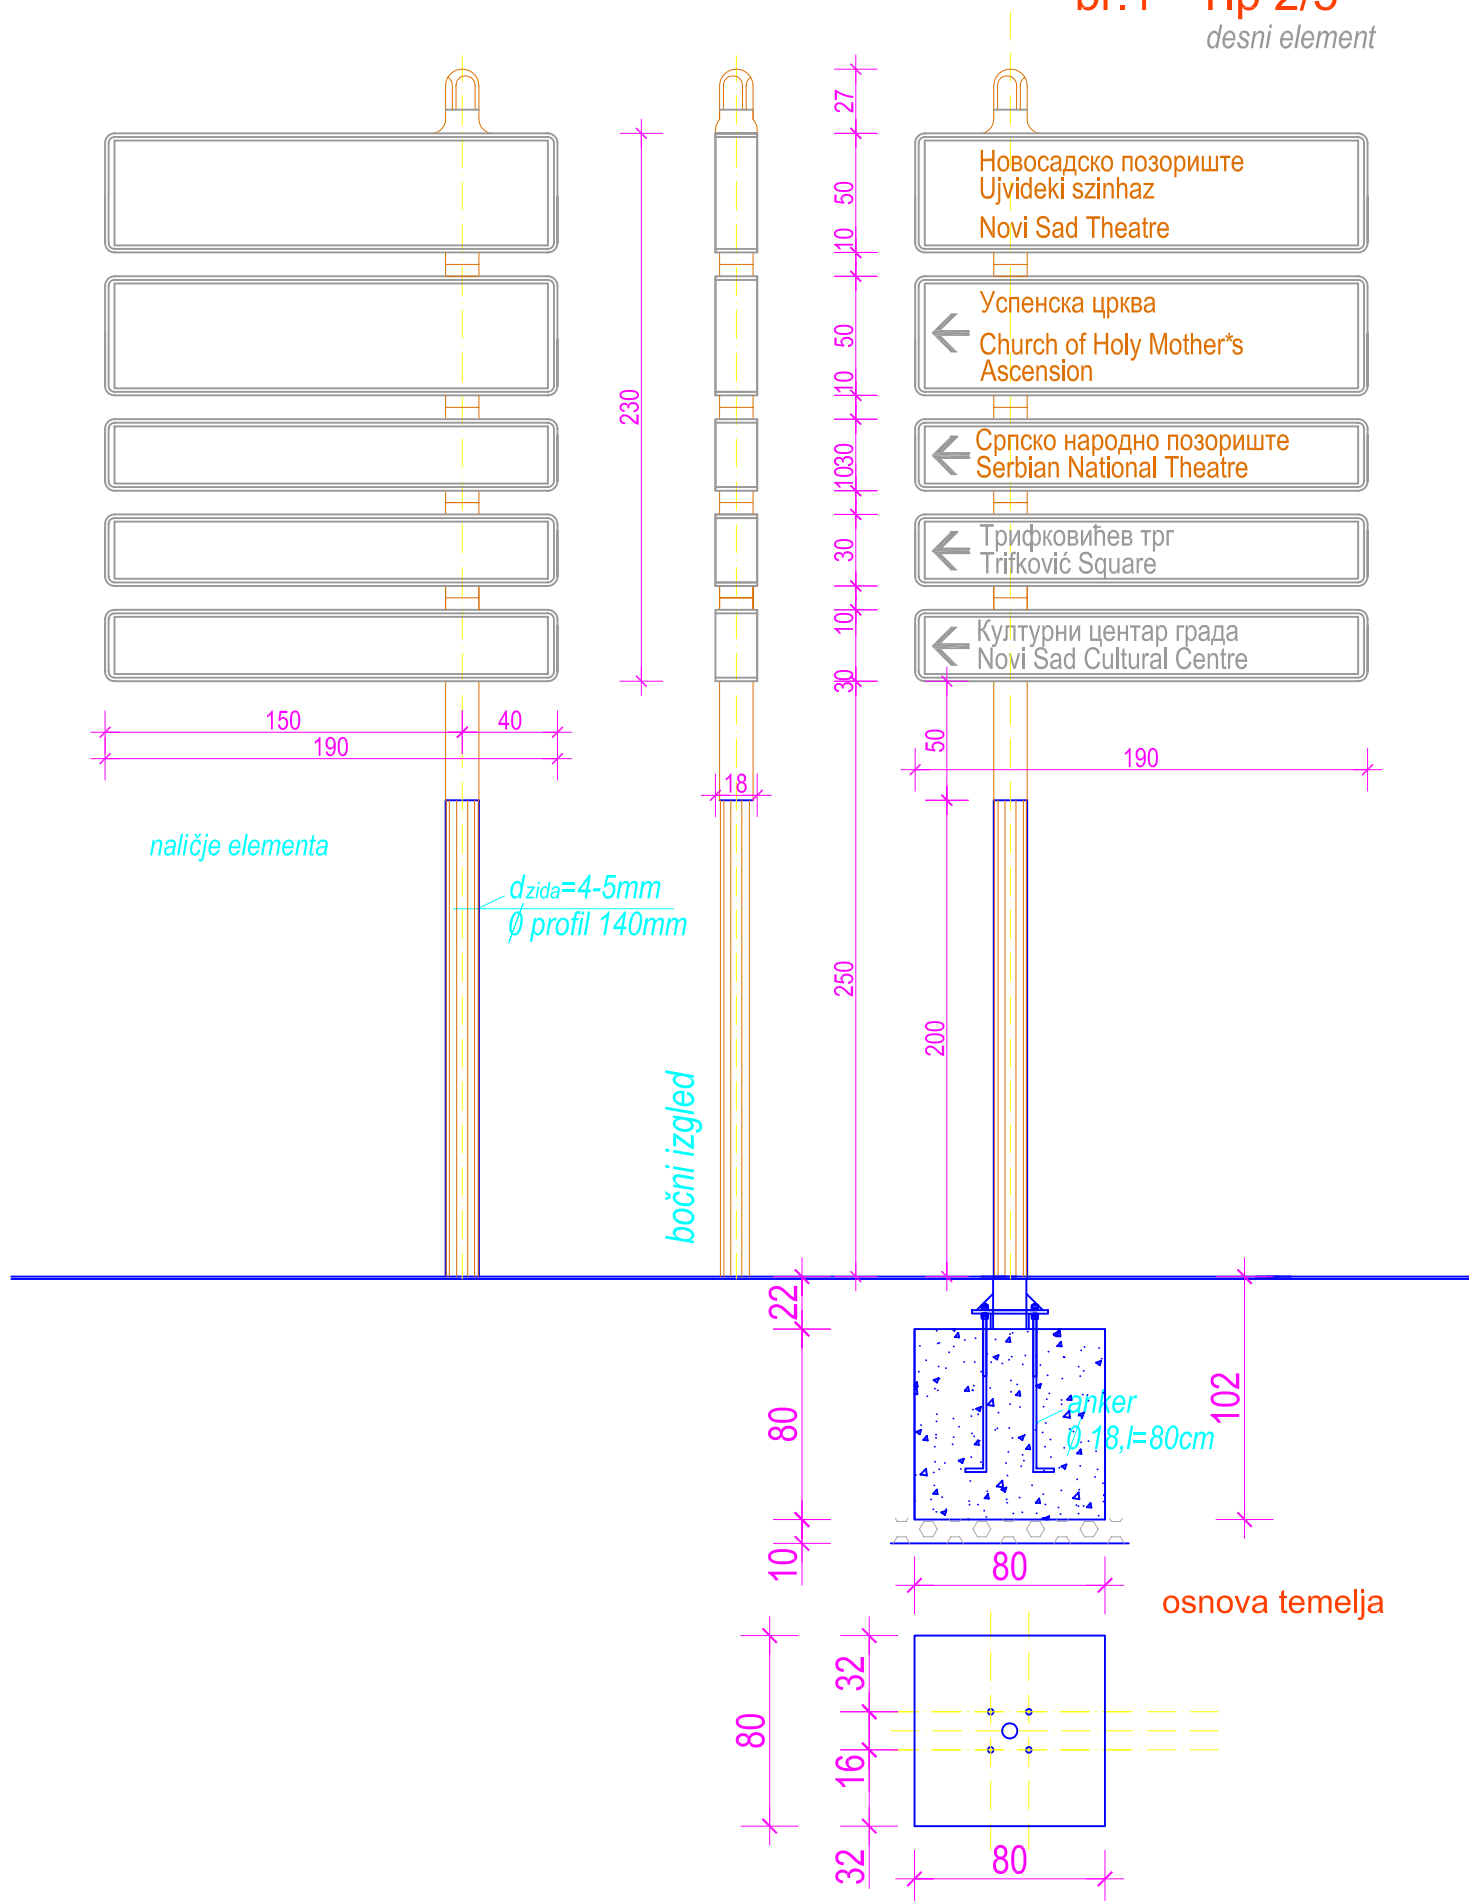 desni element
27
50
10
50
10
30
10
30
10
30
230
Новосадско позориште
Ujvideki szinhaz
Novi Sad Theatre
Успенска црква
Church of Holy Mother*s
Ascension
Српско народно позориште
Serbian National Theatre
Трифковићев трг
Trifković Square
Културни центар града
Novi Sad Cultural Centre
150
40
190
18
50
190
naličje elementa
dzida=4-5mm
Ø profil 140mm
250
200
bočni izgled
22
80
10
102
anker
Ø 18,l=80cm
80
osnova temelja
80
32
16
32
80